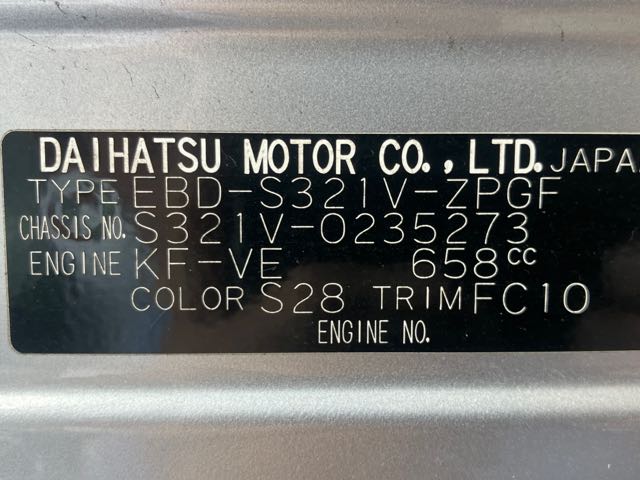 DAIHATSU MOTOR CO.,LTD. JAPA
TYPE EBD-S321V-ZPGF
CHASSIS NO. S321V-0235273
ENGINE KF-VE 658cc
COLOR S28 TRIM FC10
ENGINE NO.